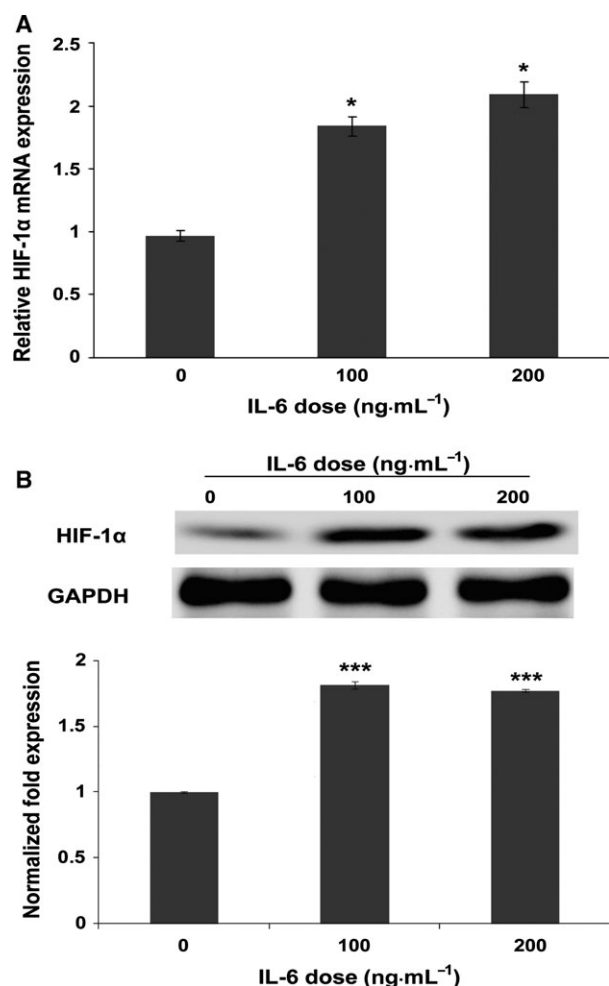 A
Relative HIF-1α mRNA expression
2.5
2
1.5
1
0.5
0
*
*
0 100 200
IL-6 dose (ng·mL⁻¹)
B
IL-6 dose (ng·mL⁻¹)
0 100 200
HIF-1α
GAPDH
Normalized fold expression
2
1.5
1
0.5
0
***
***
0 100 200
IL-6 dose (ng·mL⁻¹)